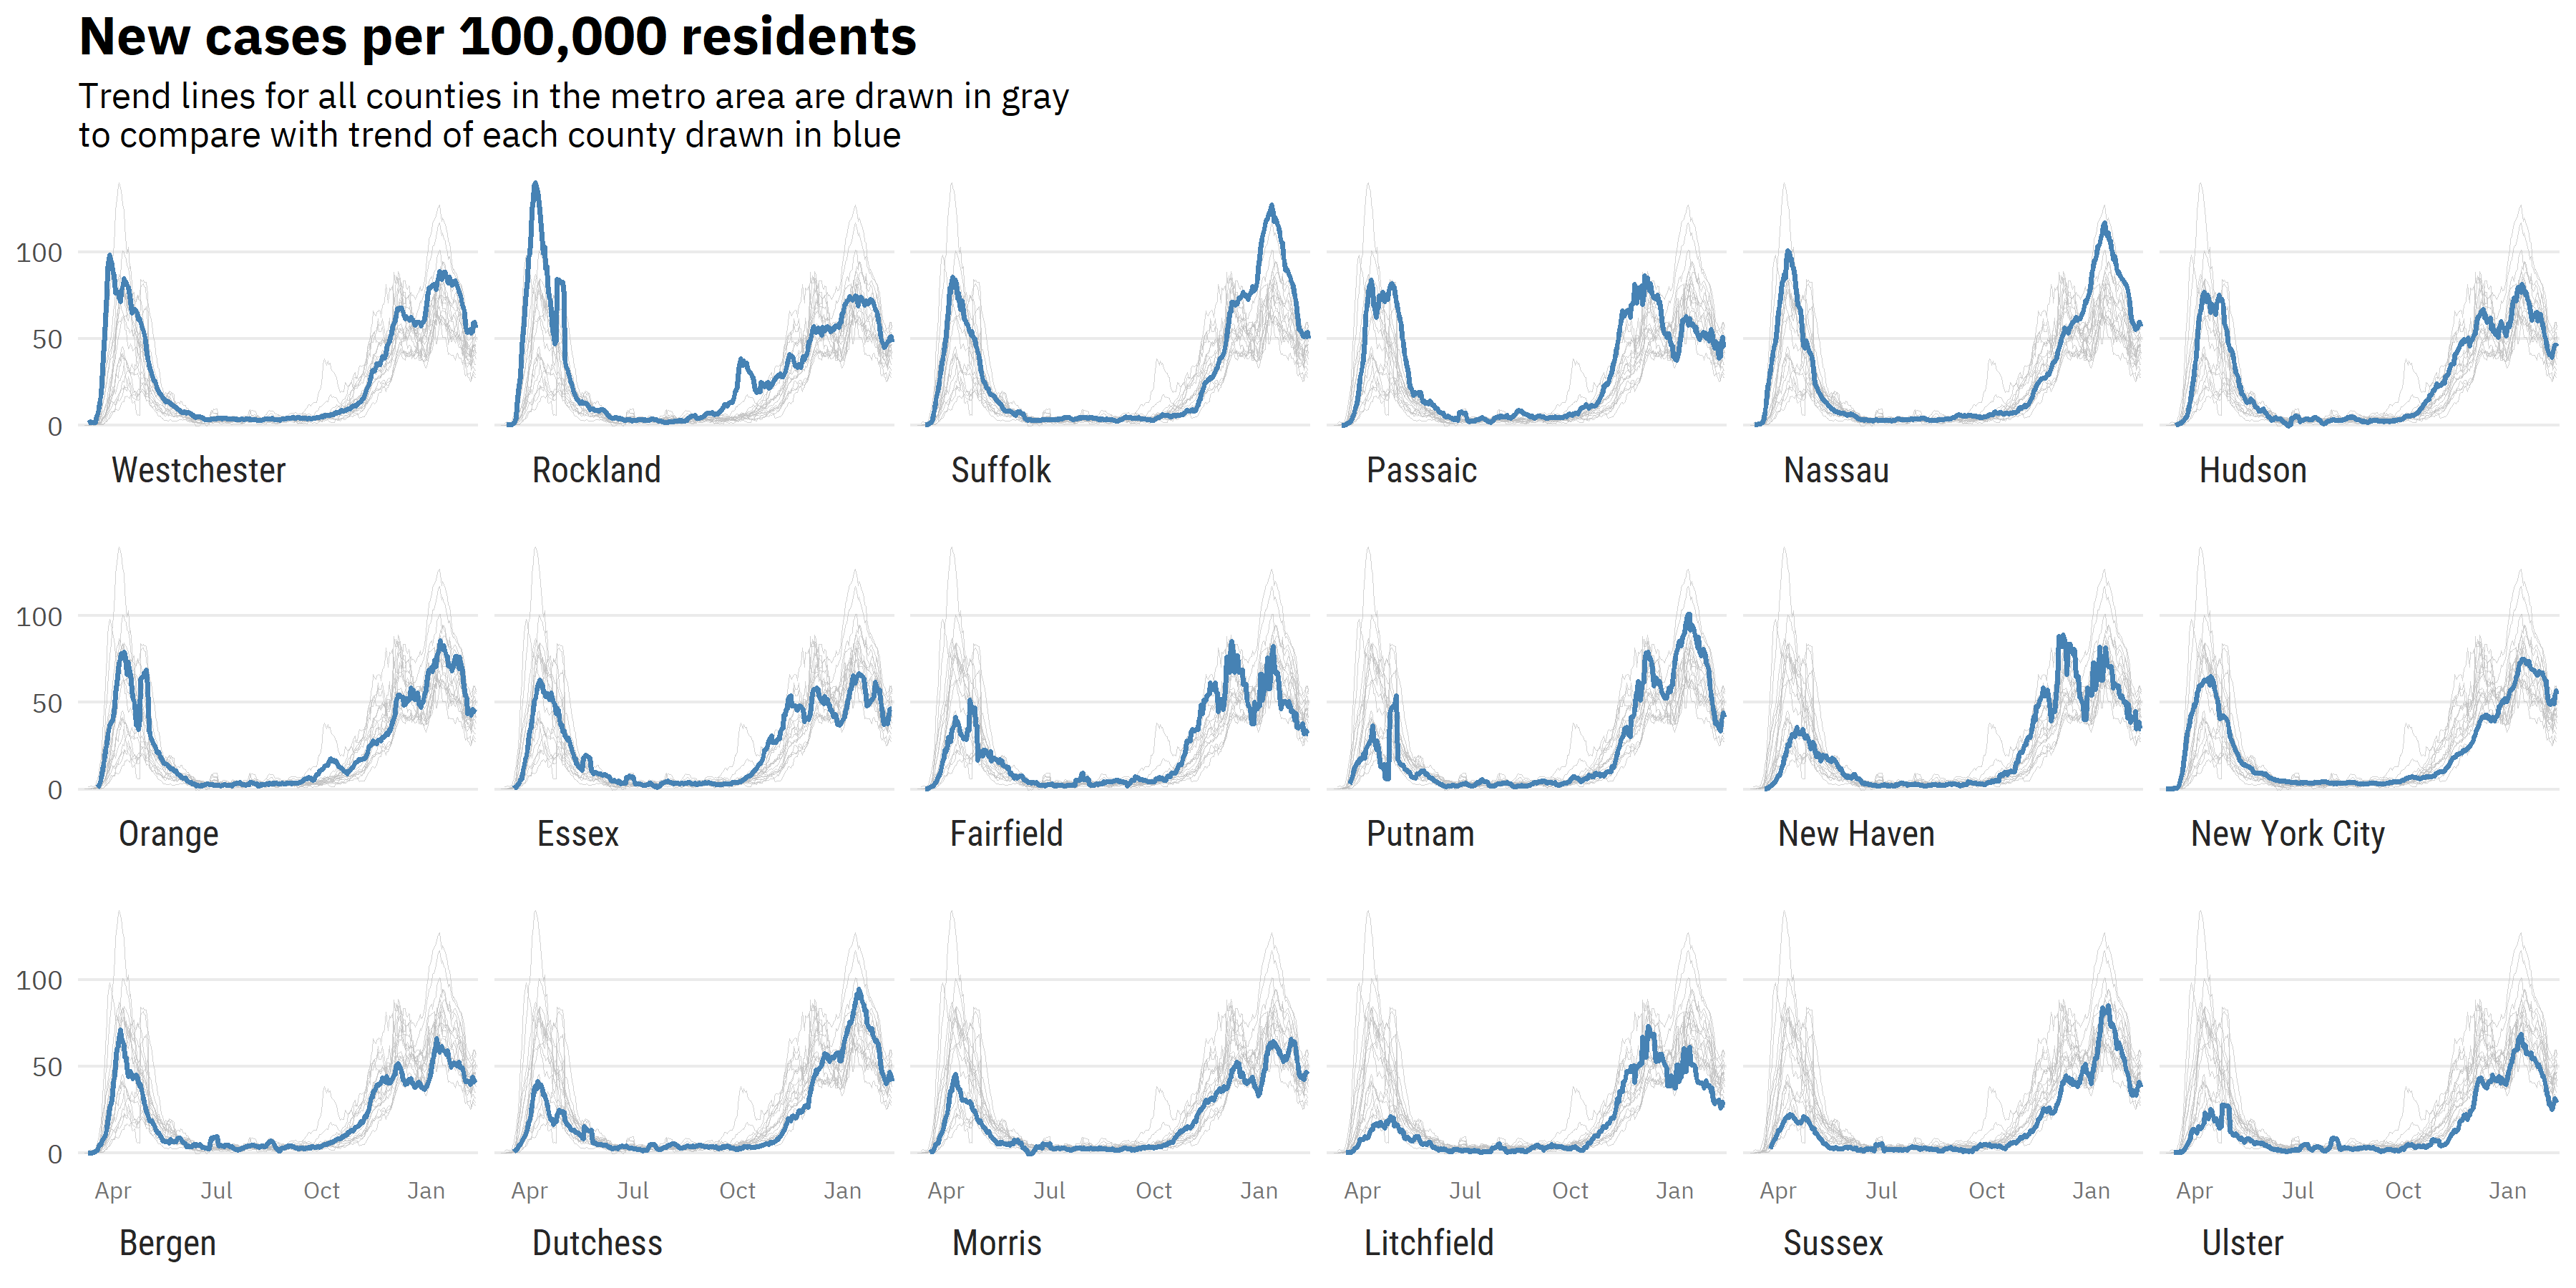 New cases per 100,000 residents
Trend lines for all counties in the metro area are drawn in gray
to compare with trend of each county drawn in blue
100
50
0
Westchester Rockland Suffolk Passaic Nassau Hudson
100
50
0
Orange Essex Fairfield Putnam New Haven New York City
100
50
0
Apr Jul Oct Jan Apr Jul Oct Jan Apr Jul Oct Jan Apr Jul Oct Jan Apr Jul Oct Jan Apr Jul Oct Jan
Bergen Dutchess Morris Litchfield Sussex Ulster